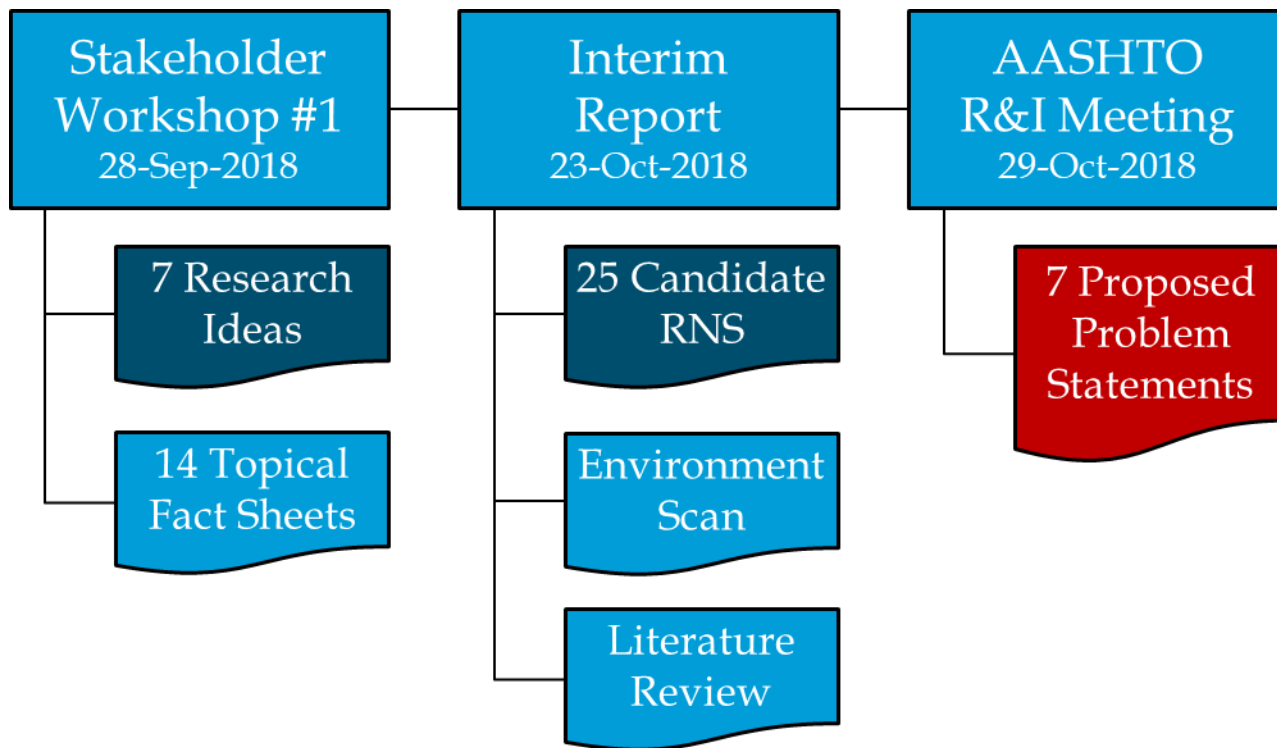 Stakeholder
Workshop #1
28-Sep-2018
7 Research
Ideas
14 Topical
Fact Sheets
Interim
Report
23-Oct-2018
25 Candidate
RNS
Environment
Scan
Literature
Review
AASHTO
R&I Meeting
29-Oct-2018
7 Proposed
Problem
Statements